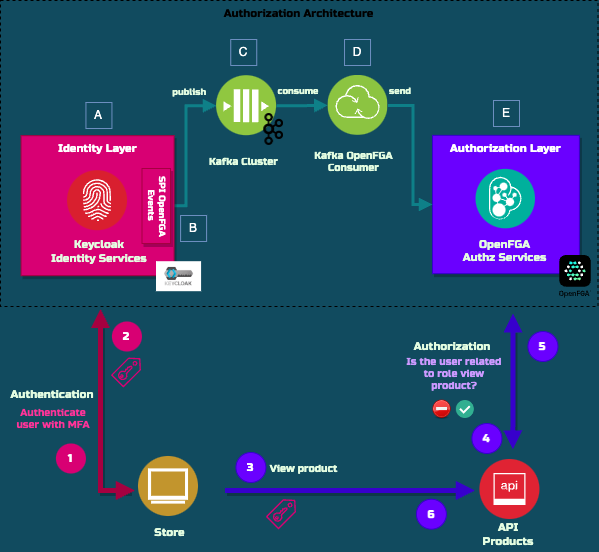 Authorization Architecture
C
D
publish
consume
send
A
E
Identity Layer
Kafka Cluster
Kafka OpenFGA
Consumer
Authorization Layer
SPI OpenFGA
Events
B
Keycloak
Identity Services
KEYCLOAK
OpenFGA
Authz Services
OpenFGA
2
Authorization
Is the user related
to role view
product?
5
Authentication
Authenticate
user with MFA
1
3
View product
4
api
6
Store
API
Products